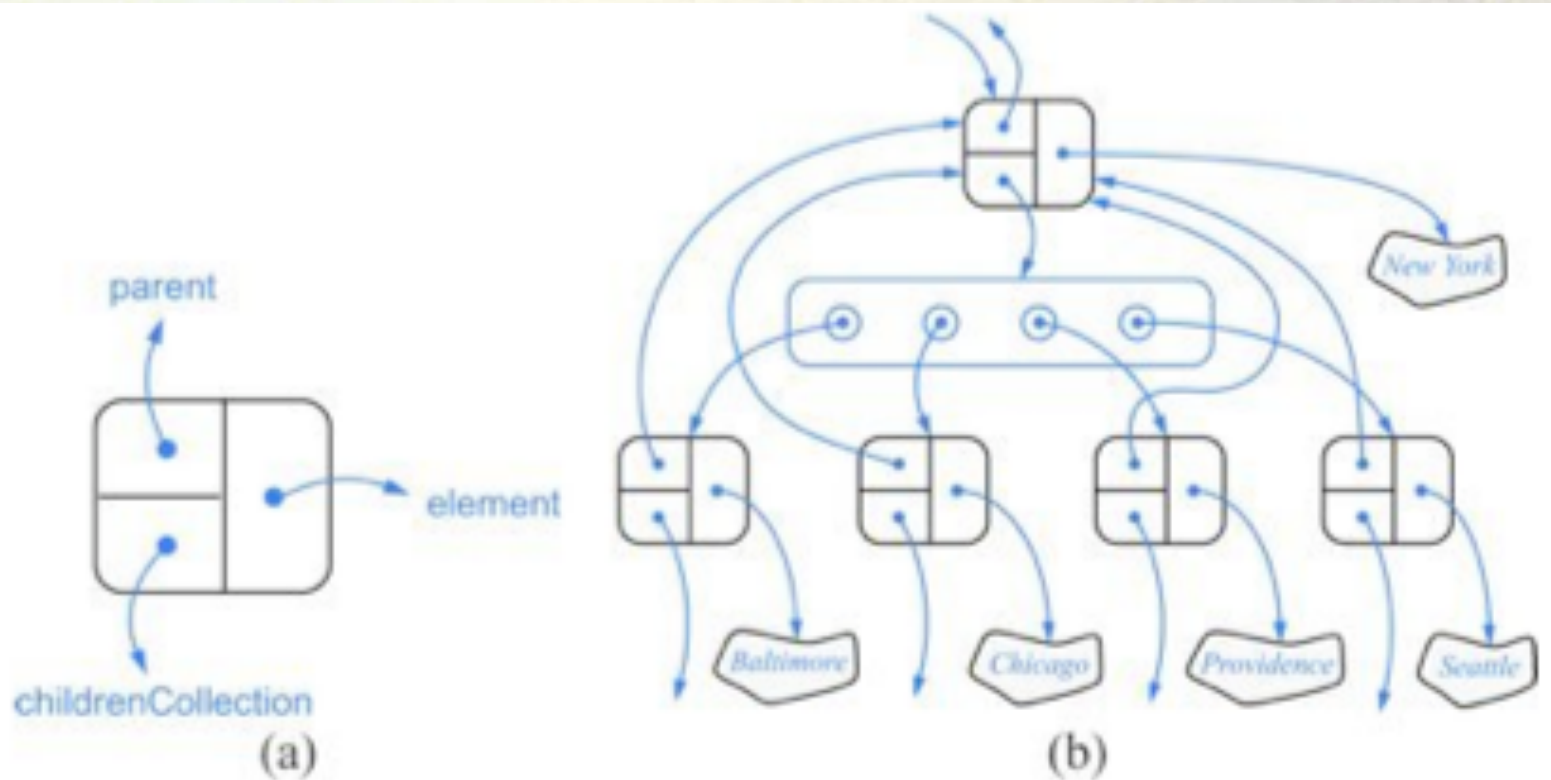 parent
element
childrenCollection
(a)
New York
Baltimore
Chicago
Providence
Seattle
(b)